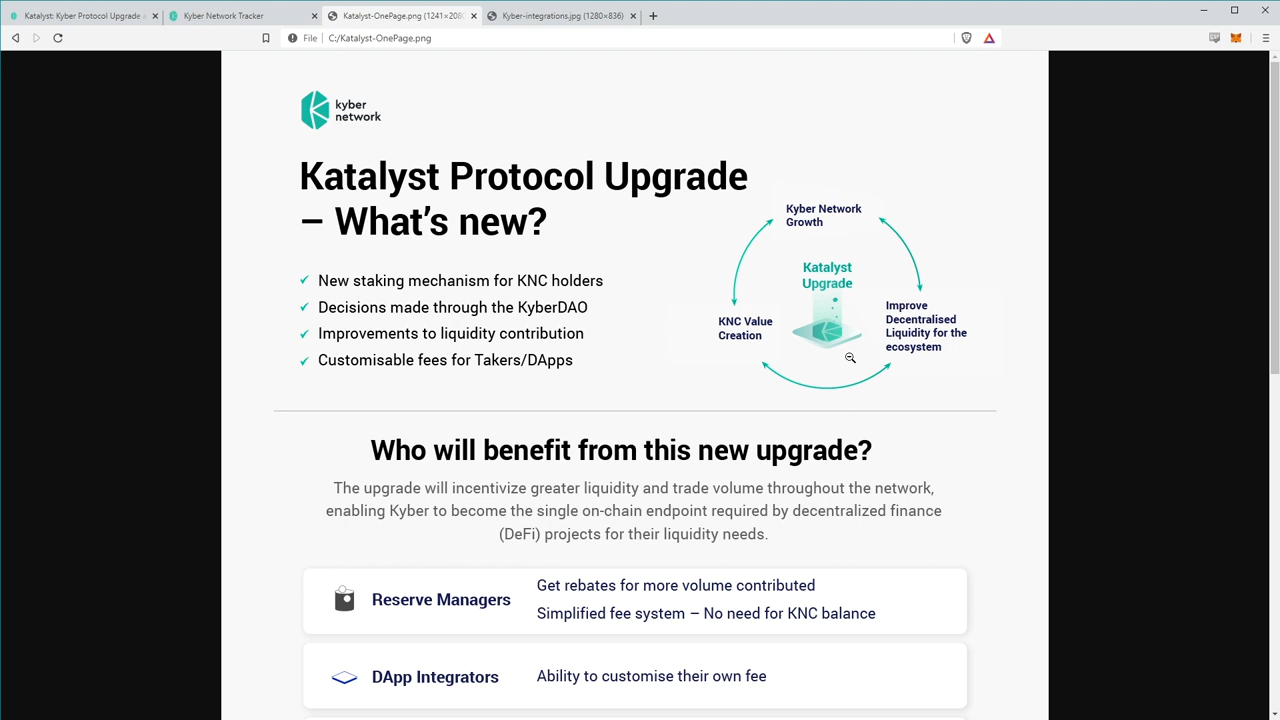 Katalyst: Kyber Protocol Upgrade
Kyber Network Tracker
Katalyst-OnePage.png (1241×208
Kyber-integrations.jpg (1280×836)
File
C:/Katalyst-OnePage.png
kyber
network
Katalyst Protocol Upgrade
– What's new?
✓ New staking mechanism for KNC holders
✓ Decisions made through the KyberDAO
✓ Improvements to liquidity contribution
✓ Customisable fees for Takers/DApps
Kyber Network
Growth
Katalyst
Upgrade
KNC Value
Creation
Improve
Decentralised
Liquidity for the
ecosystem
Who will benefit from this new upgrade?
The upgrade will incentivize greater liquidity and trade volume throughout the network,
enabling Kyber to become the single on-chain endpoint required by decentralized finance
(DeFi) projects for their liquidity needs.
Reserve Managers
Get rebates for more volume contributed
Simplified fee system – No need for KNC balance
DApp Integrators
Ability to customise their own fee